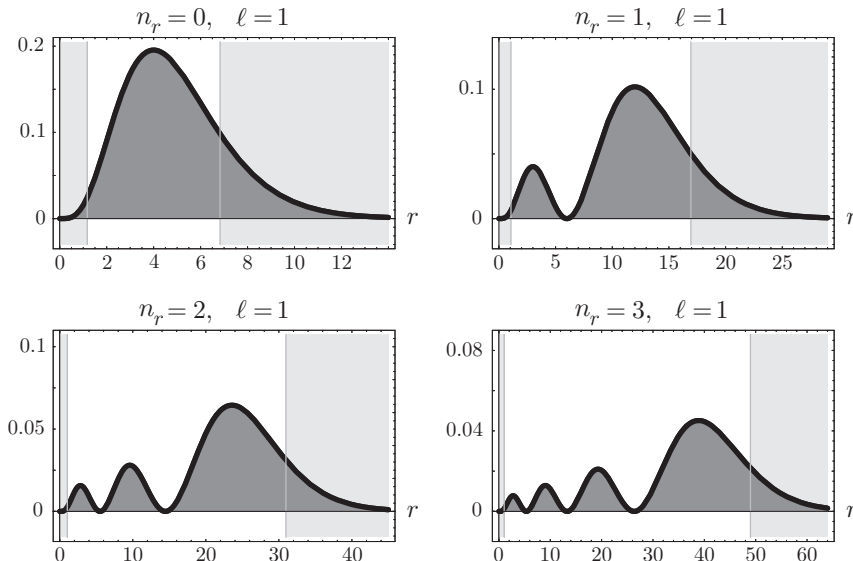 n_r = 0, ℓ = 1
0.2
0.1
0
0 2 4 6 8 10 12
r
n_r = 1, ℓ = 1
0.1
0
0 5 10 15 20 25
r
n_r = 2, ℓ = 1
0.1
0.05
0
0 10 20 30 40
r
n_r = 3, ℓ = 1
0.08
0.04
0
0 10 20 30 40 50 60
r